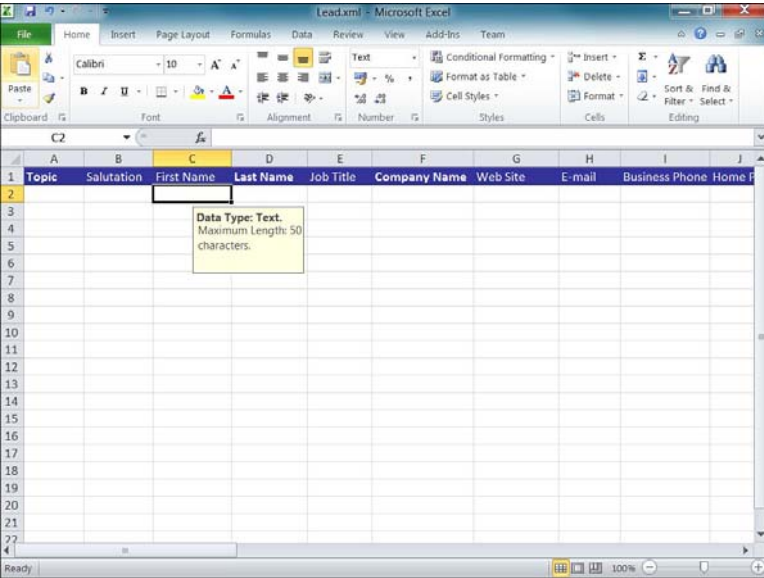 Lead.xml - Microsoft Excel
File Home Insert Page Layout Formulas Data Review View Add-Ins Team
Calibri 10 A A Text Conditional Formatting Insert Σ
Paste Format as Table Delete
B I U A % , Cell Styles Format Sort & Find &
Filter Select
Clipboard Font Alignment Number Styles Cells Editing
C2 fx
A B C D E F G H I J
1 Topic Salutation First Name Last Name Job Title Company Name Web Site E-mail Business Phone Home P
2
3 Data Type: Text.
4 Maximum Length: 50
5 characters.
6
7
8
9
10
11
12
13
14
15
16
17
18
19
20
21
22
Ready 100%